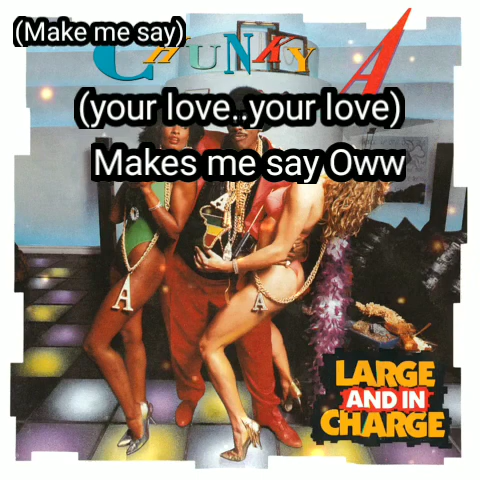 (Make me say)
CHUNKY A
(your love..your love)
Makes me say Oww
A
A
A
LARGE
AND IN
CHARGE